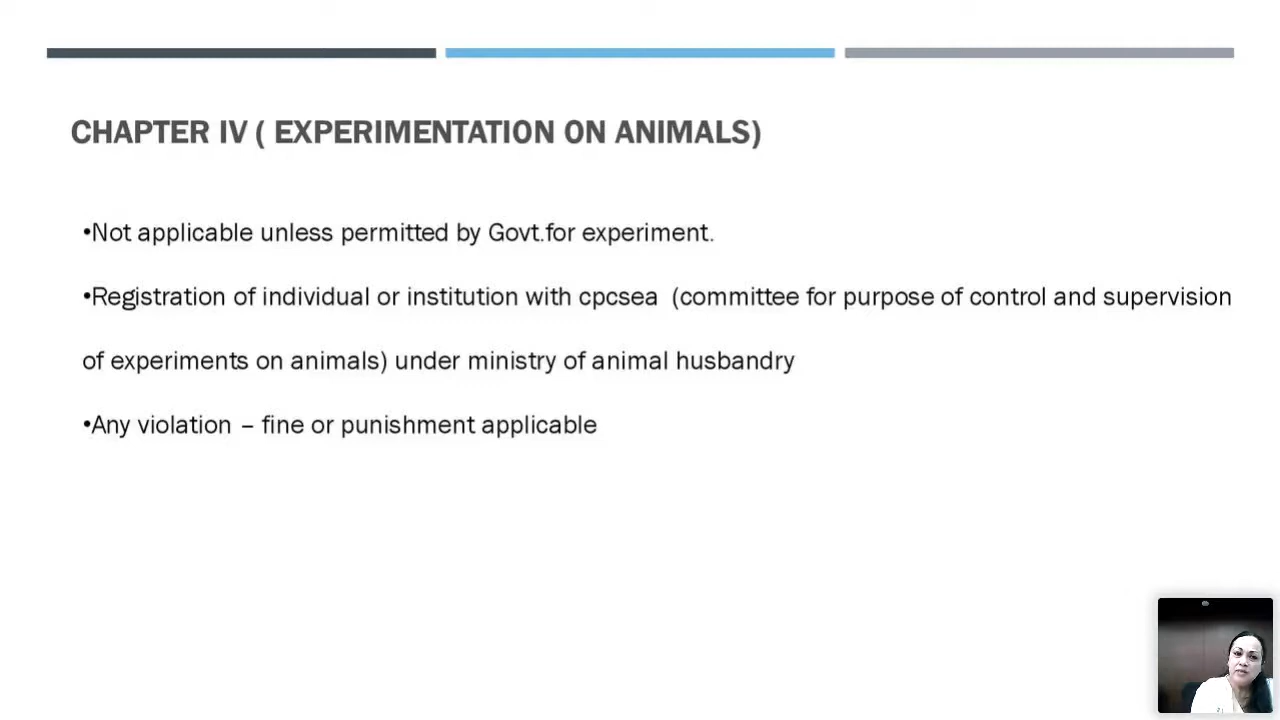 CHAPTER IV ( EXPERIMENTATION ON ANIMALS)
•Not applicable unless permitted by Govt.for experiment.
•Registration of individual or institution with cpcsea  (committee for purpose of control and supervision
of experiments on animals) under ministry of animal husbandry
•Any violation – fine or punishment applicable